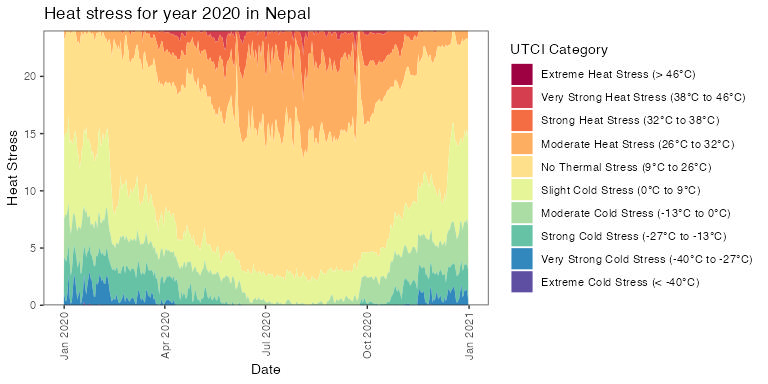 Heat stress for year 2020 in Nepal
Heat Stress
20
15
10
5
0
Jan 2020
Apr 2020
Jul 2020
Oct 2020
Jan 2021
Date
UTCI Category
Extreme Heat Stress (> 46°C)
Very Strong Heat Stress (38°C to 46°C)
Strong Heat Stress (32°C to 38°C)
Moderate Heat Stress (26°C to 32°C)
No Thermal Stress (9°C to 26°C)
Slight Cold Stress (0°C to 9°C)
Moderate Cold Stress (-13°C to 0°C)
Strong Cold Stress (-27°C to -13°C)
Very Strong Cold Stress (-40°C to -27°C)
Extreme Cold Stress (< -40°C)